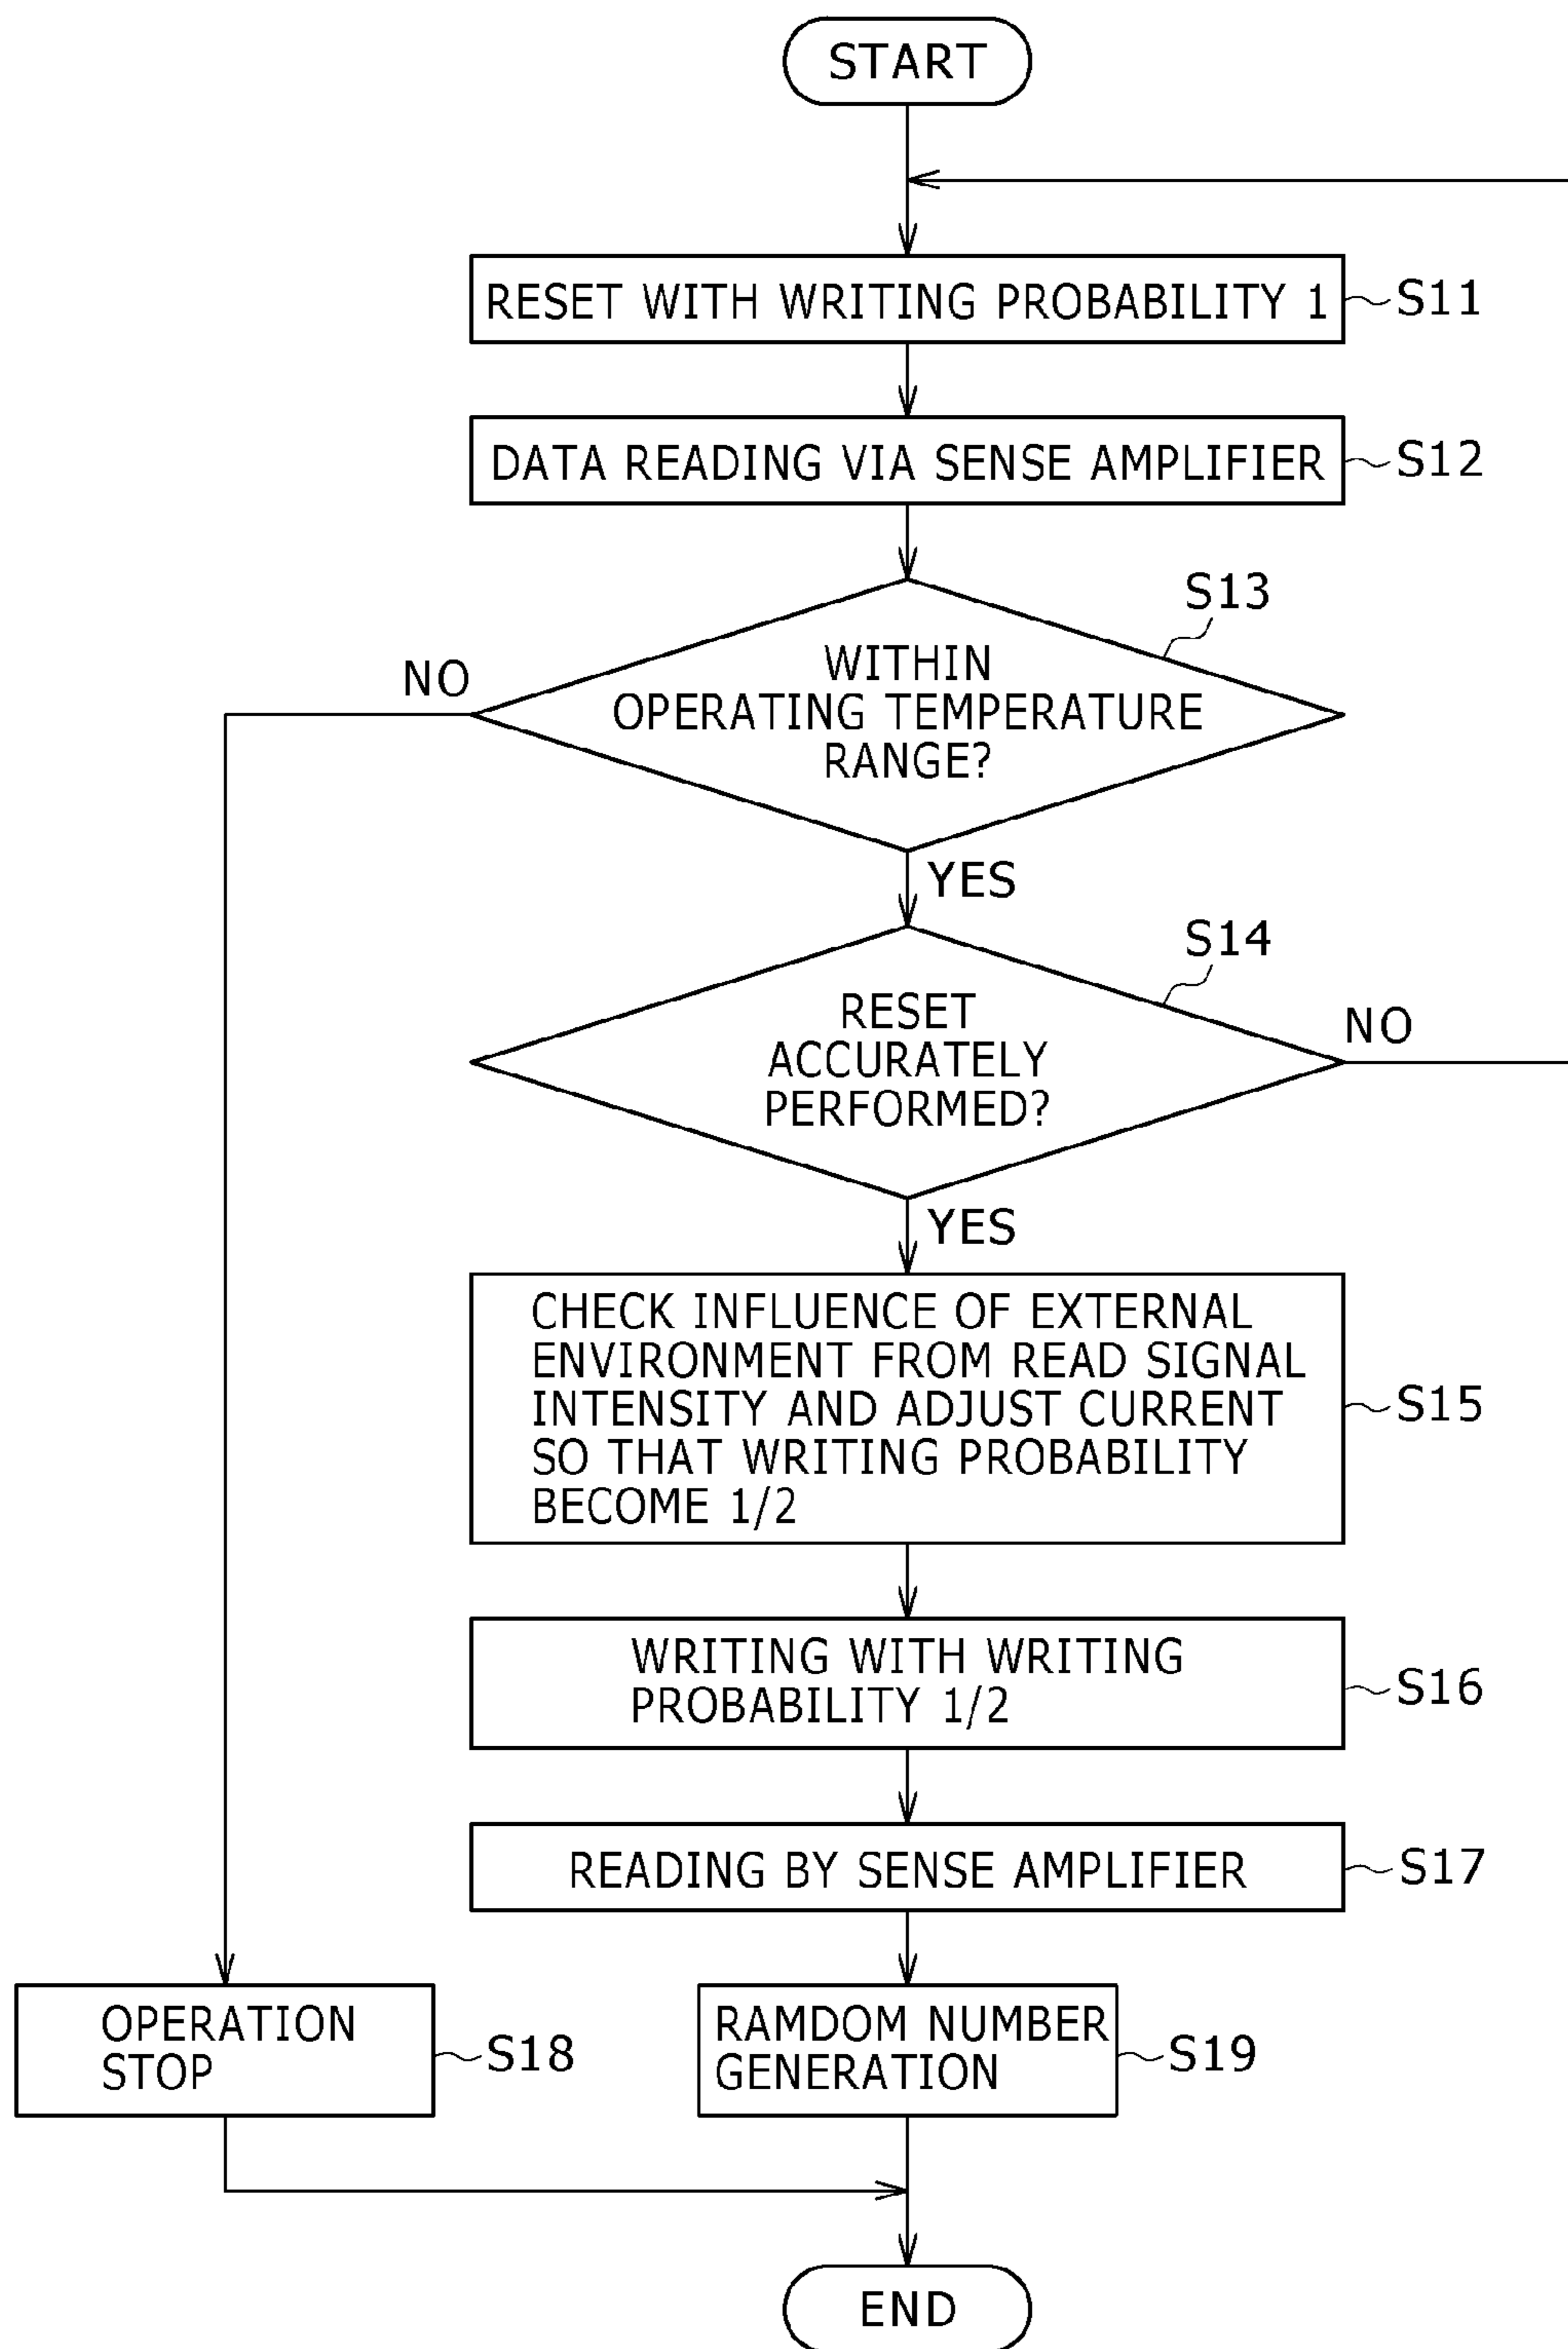 START
RESET WITH WRITING PROBABILITY 1
S11
DATA READING VIA SENSE AMPLIFIER
S12
S13
WITHIN
OPERATING TEMPERATURE
RANGE?
NO
YES
S14
RESET
ACCURATELY
PERFORMED?
NO
YES
CHECK INFLUENCE OF EXTERNAL
ENVIRONMENT FROM READ SIGNAL
INTENSITY AND ADJUST CURRENT
SO THAT WRITING PROBABILITY
BECOME 1/2
S15
WRITING WITH WRITING
PROBABILITY 1/2
S16
READING BY SENSE AMPLIFIER
S17
OPERATION
STOP
S18
RAMDOM NUMBER
GENERATION
S19
END